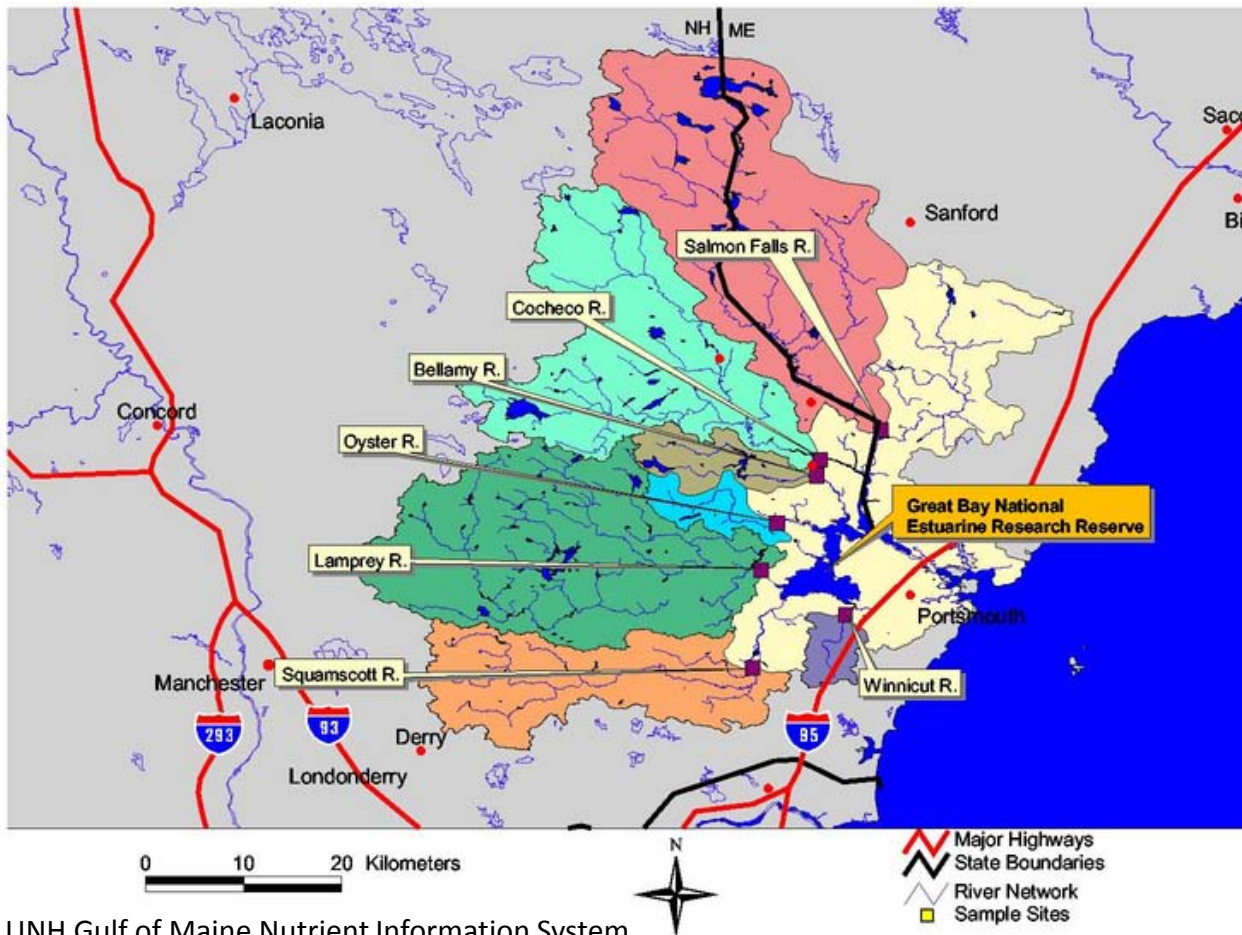 NH ME
Laconia
Saco
Sanford
Bi
Salmon Falls R.
Cocheco R.
Bellamy R.
Concord
Oyster R.
Great Bay National
Estuarine Research Reserve
Lamprey R.
Portsmouth
Squamscott R.
Manchester
Winnicut R.
293
93
95
Derry
Londonderry
0 10 20 Kilometers
N
Major Highways
State Boundaries
River Network
Sample Sites
UNH Gulf of Maine Nutrient Information System